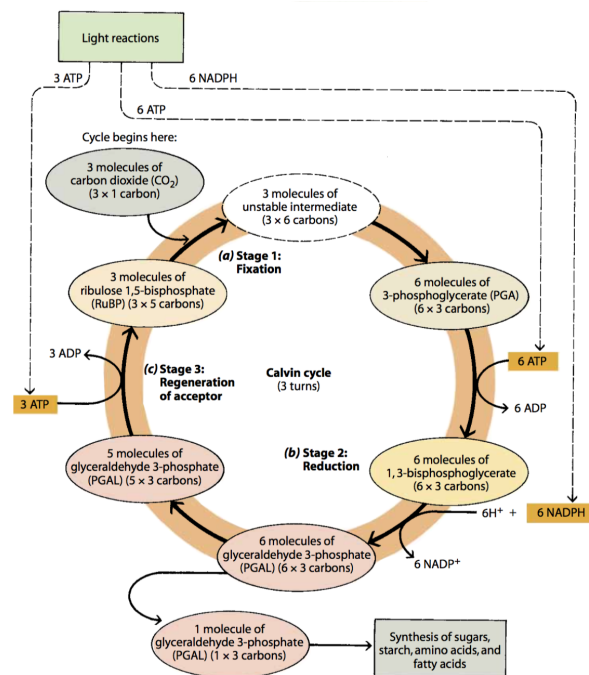 Light reactions
3 ATP
6 NADPH
6 ATP
Cycle begins here:
3 molecules of
carbon dioxide (CO₂)
(3 × 1 carbon)
3 molecules of
unstable intermediate
(3 × 6 carbons)
(a) Stage 1:
Fixation
3 molecules of
ribulose 1,5-bisphosphate
(RuBP) (3 × 5 carbons)
6 molecules of
3-phosphoglycerate (PGA)
(6 × 3 carbons)
3 ADP
(c) Stage 3:
Regeneration
of acceptor
Calvin cycle
(3 turns)
6 ATP
3 ATP
6 ADP
(b) Stage 2:
Reduction
5 molecules of
glyceraldehyde 3-phosphate
(PGAL) (5 × 3 carbons)
6 molecules of
1,3-bisphosphoglycerate
(6 × 3 carbons)
6H⁺ +
6 NADPH
6 molecules of
glyceraldehyde 3-phosphate
(PGAL) (6 × 3 carbons)
6 NADP⁺
1 molecule of
glyceraldehyde 3-phosphate
(PGAL) (1 × 3 carbons)
Synthesis of sugars,
starch, amino acids, and
fatty acids